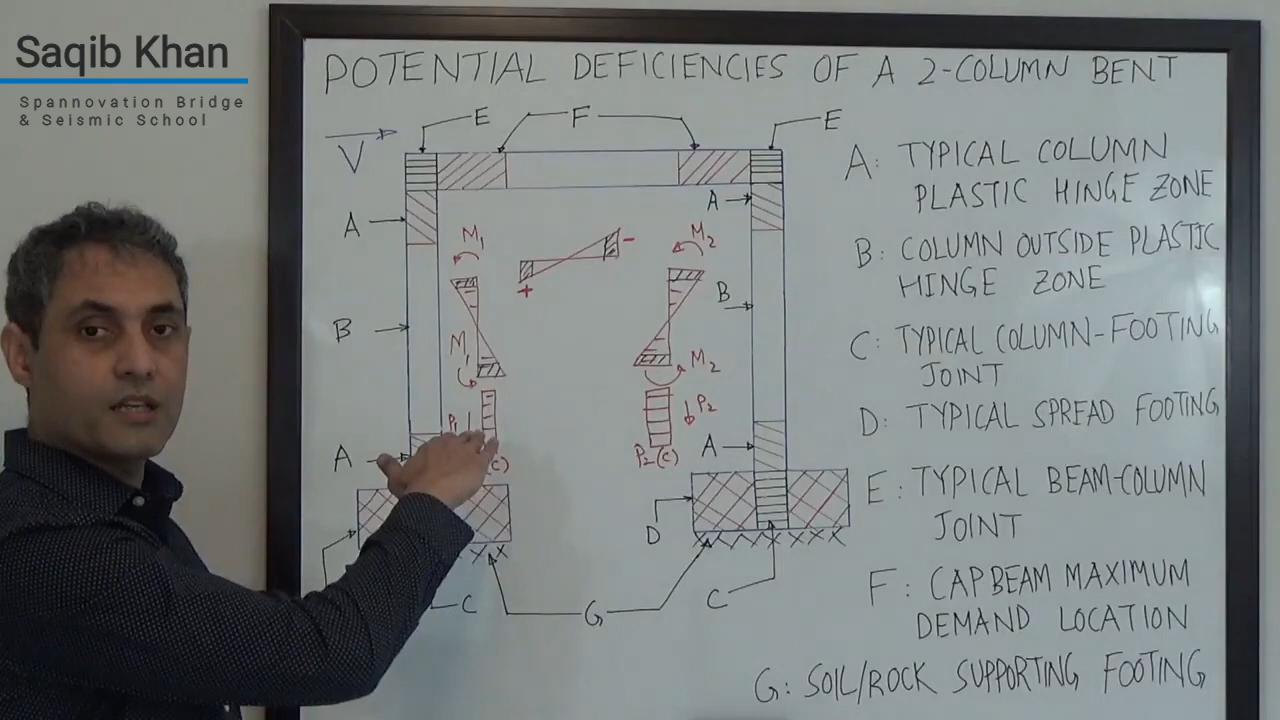 Saqib Khan
Spannovation Bridge
& Seismic School
POTENTIAL DEFICIENCIES OF A 2-COLUMN BENT
V
E
F
E
A
A
B
B
A
A
M1
M2
+
-
M1
M2
P1
P2
(C)
P2(C)
D
C
G
C
A: TYPICAL COLUMN
PLASTIC HINGE ZONE
B: COLUMN OUTSIDE PLASTIC
HINGE ZONE
C: TYPICAL COLUMN-FOOTING
JOINT
D: TYPICAL SPREAD FOOTING
E: TYPICAL BEAM-COLUMN
JOINT
F: CAPBEAM MAXIMUM
DEMAND LOCATION
G: SOIL/ROCK SUPPORTING FOOTING